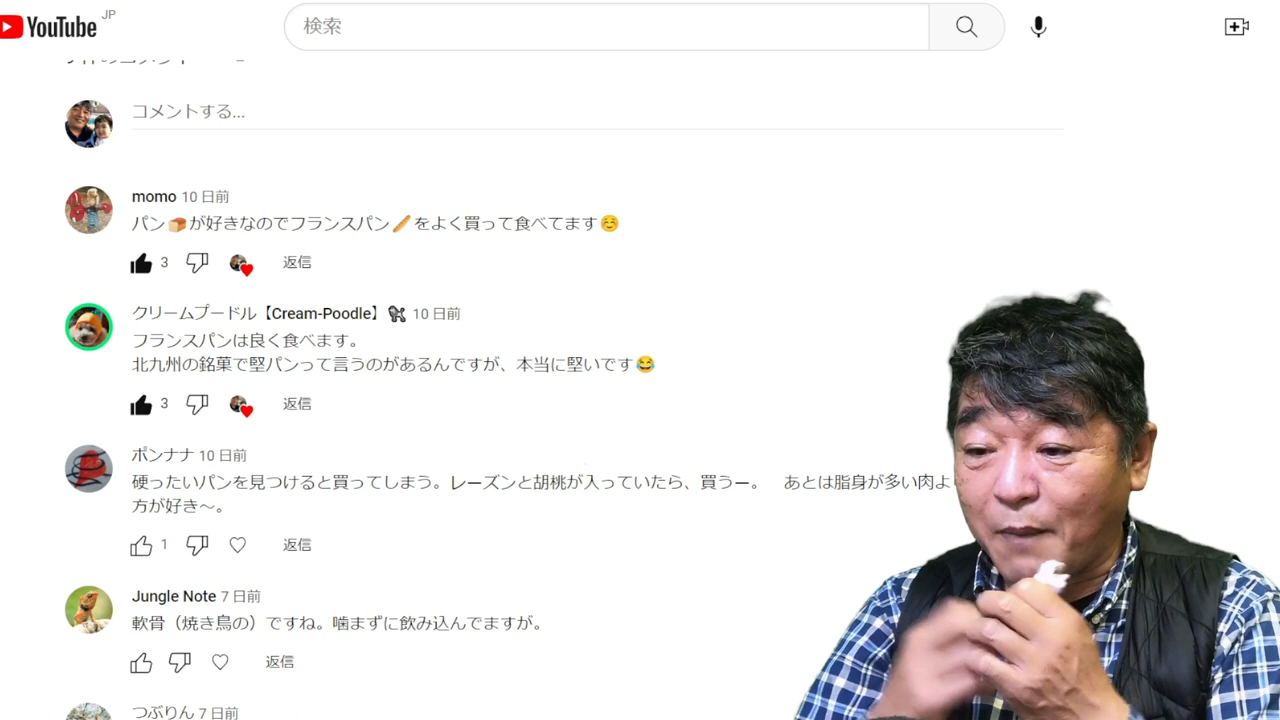 YouTube JP
検索
コメントする...
momo 10 日前
パン🍞が好きなのでフランスパン🥖をよく買って食べてます☺️
3 返信
クリームプードル【Cream-Poodle】🐩 10 日前
フランスパンは良く食べます。
北九州の銘菓で堅パンって言うのがあるんですが、本当に堅いです😂
3 返信
ポンナナ 10 日前
硬ったいパンを見つけると買ってしまう。レーズンと胡桃が入っていたら、買うー。 あとは脂身が多い肉よ
方が好き〜。
1 返信
Jungle Note 7 日前
軟骨（焼き鳥の）ですね。噛まずに飲み込んでますが。
返信
つぶりん 7 日前